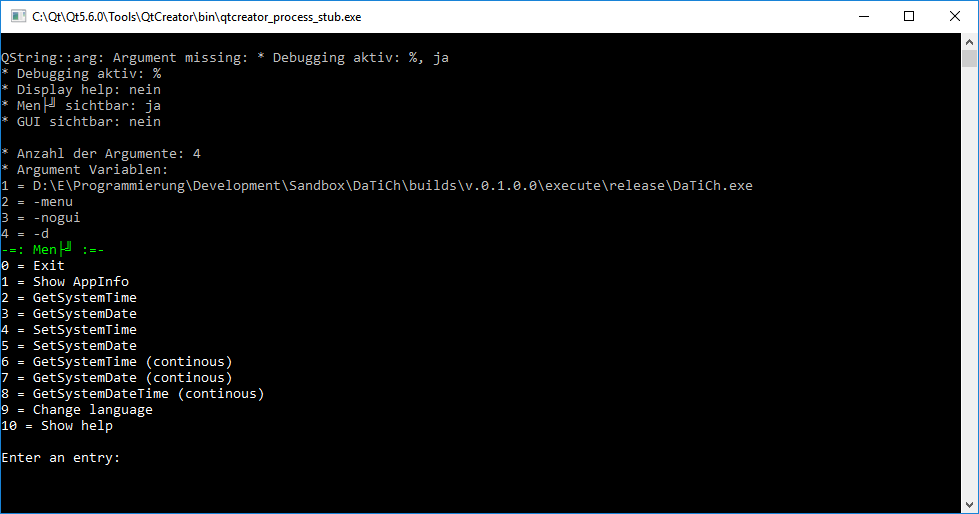 C:\Qt\Qt5.6.0\Tools\QtCreator\bin\qtcreator_process_stub.exe
QString::arg: Argument missing: * Debugging aktiv: %, ja
* Debugging aktiv: %
* Display help: nein
* Men├╝ sichtbar: ja
* GUI sichtbar: nein
* Anzahl der Argumente: 4
* Argument Variablen:
1 = D:\E\Programmierung\Development\Sandbox\DaTiCh\builds\v.0.1.0.0\execute\release\DaTiCh.exe
2 = -menu
3 = -nogui
4 = -d
-=: Men├╝ :=-
0 = Exit
1 = Show AppInfo
2 = GetSystemTime
3 = GetSystemDate
4 = SetSystemTime
5 = SetSystemDate
6 = GetSystemTime (continous)
7 = GetSystemDate (continous)
8 = GetSystemDateTime (continous)
9 = Change language
10 = Show help
Enter an entry: